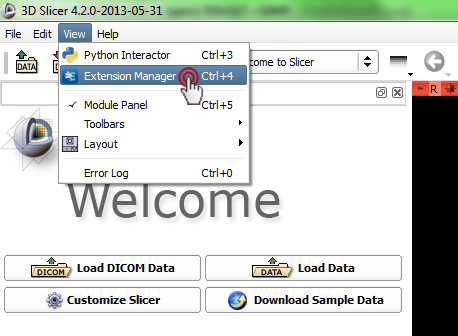 3D Slicer 4.2.0-2013-05-31
File Edit View Help
DATA
Python Interactor Ctrl+3
Extension Manager Ctrl+4
come to Slicer
R
Module Panel Ctrl+5
Toolbars
Layout
Error Log Ctrl+0
Welcome
DICOM Load DICOM Data
DATA Load Data
Customize Slicer
Download Sample Data